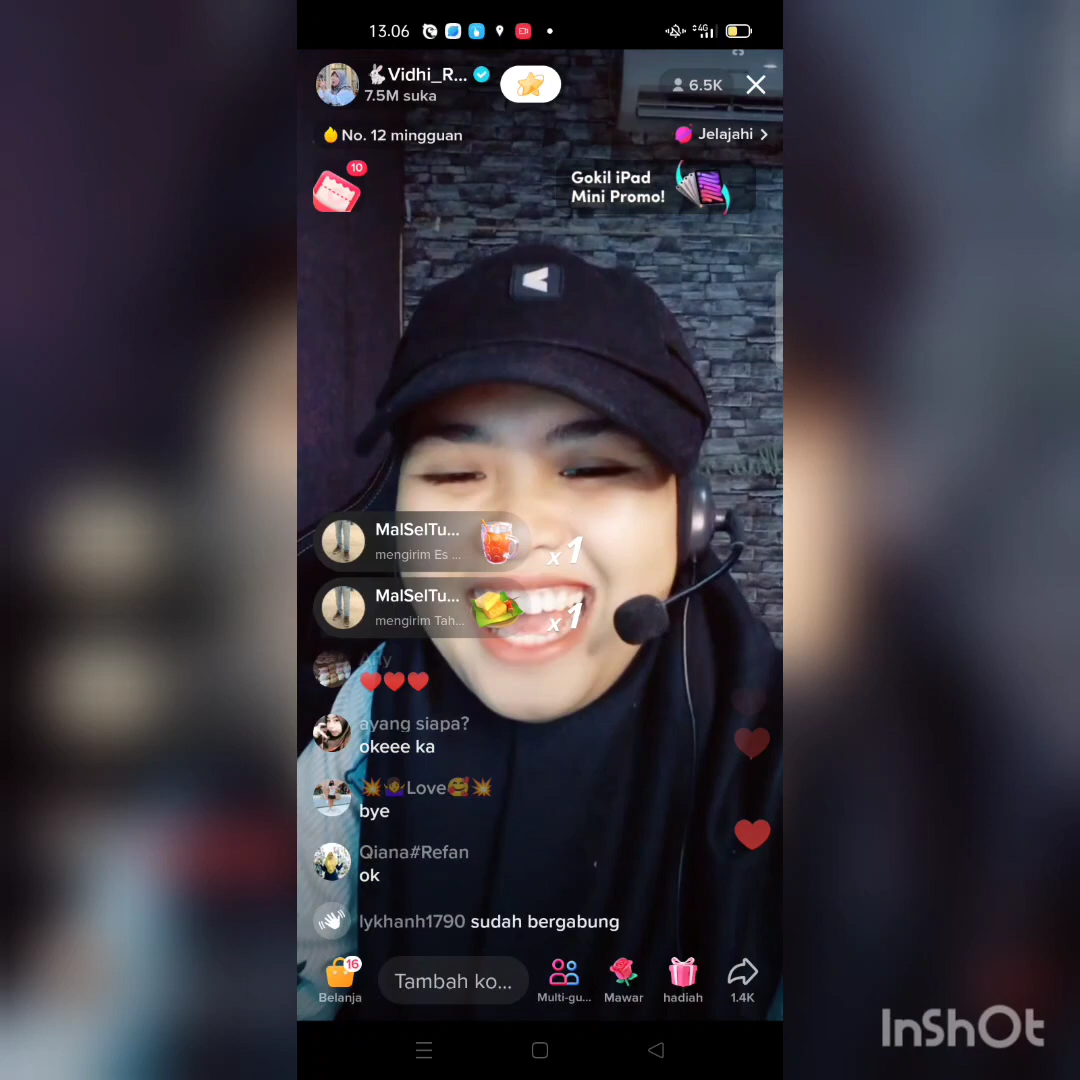 13.06
4G
Vidhi_R...
7.5M suka
6.5K
No. 12 mingguan
Jelajahi >
10
Gokil iPad
Mini Promo!
MalSelTu...
mengirim Es ...
x1
MalSelTu...
mengirim Tah...
x1
ayang siapa?
okeee ka
Love
bye
Qiana#Refan
ok
lykhanh1790 sudah bergabung
16
Tambah ko...
Belanja
Multi-gu...
Mawar
hadiah
1.4K
InShOt